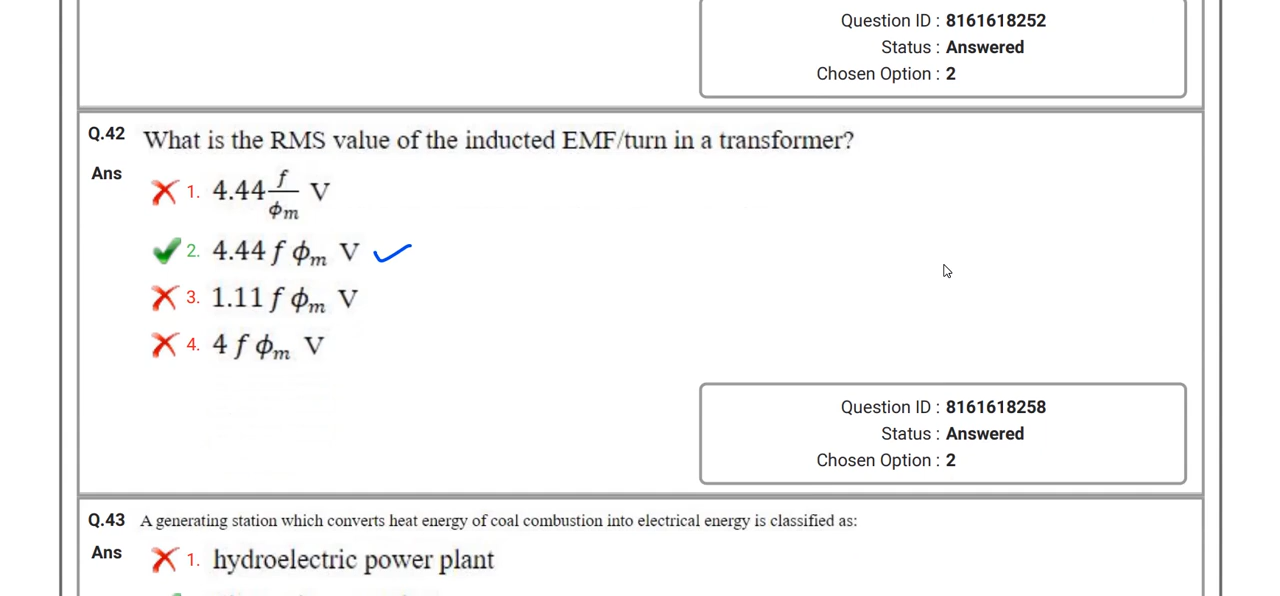 Question ID : 8161618252
Status : Answered
Chosen Option : 2
Q.42 What is the RMS value of the inducted EMF/turn in a transformer?
Ans
1. 4.44 f/ϕm V
2. 4.44 f ϕm V
3. 1.11 f ϕm V
4. 4 f ϕm V
Question ID : 8161618258
Status : Answered
Chosen Option : 2
Q.43 A generating station which converts heat energy of coal combustion into electrical energy is classified as:
Ans 1. hydroelectric power plant